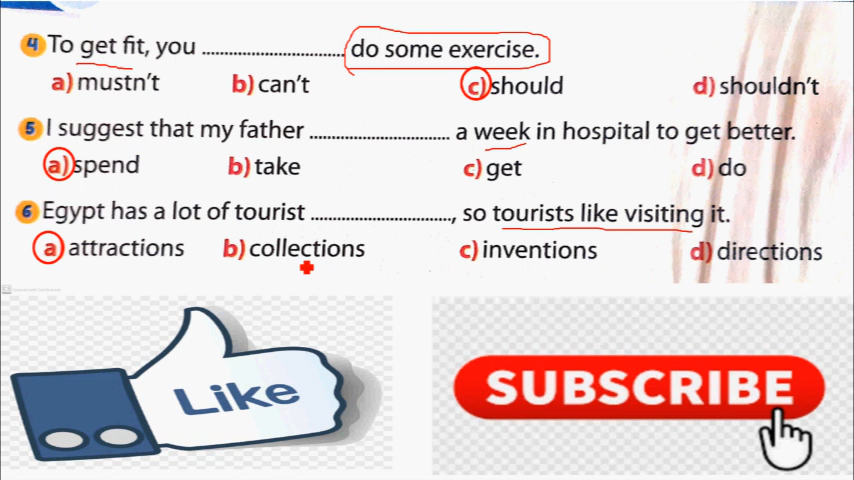 4 To get fit, you .............................. do some exercise.
a) mustn't b) can't c) should d) shouldn't
5 I suggest that my father .............................. a week in hospital to get better.
a) spend b) take c) get d) do
6 Egypt has a lot of tourist .............................., so tourists like visiting it.
a) attractions b) collections c) inventions d) directions
Like
SUBSCRIBE